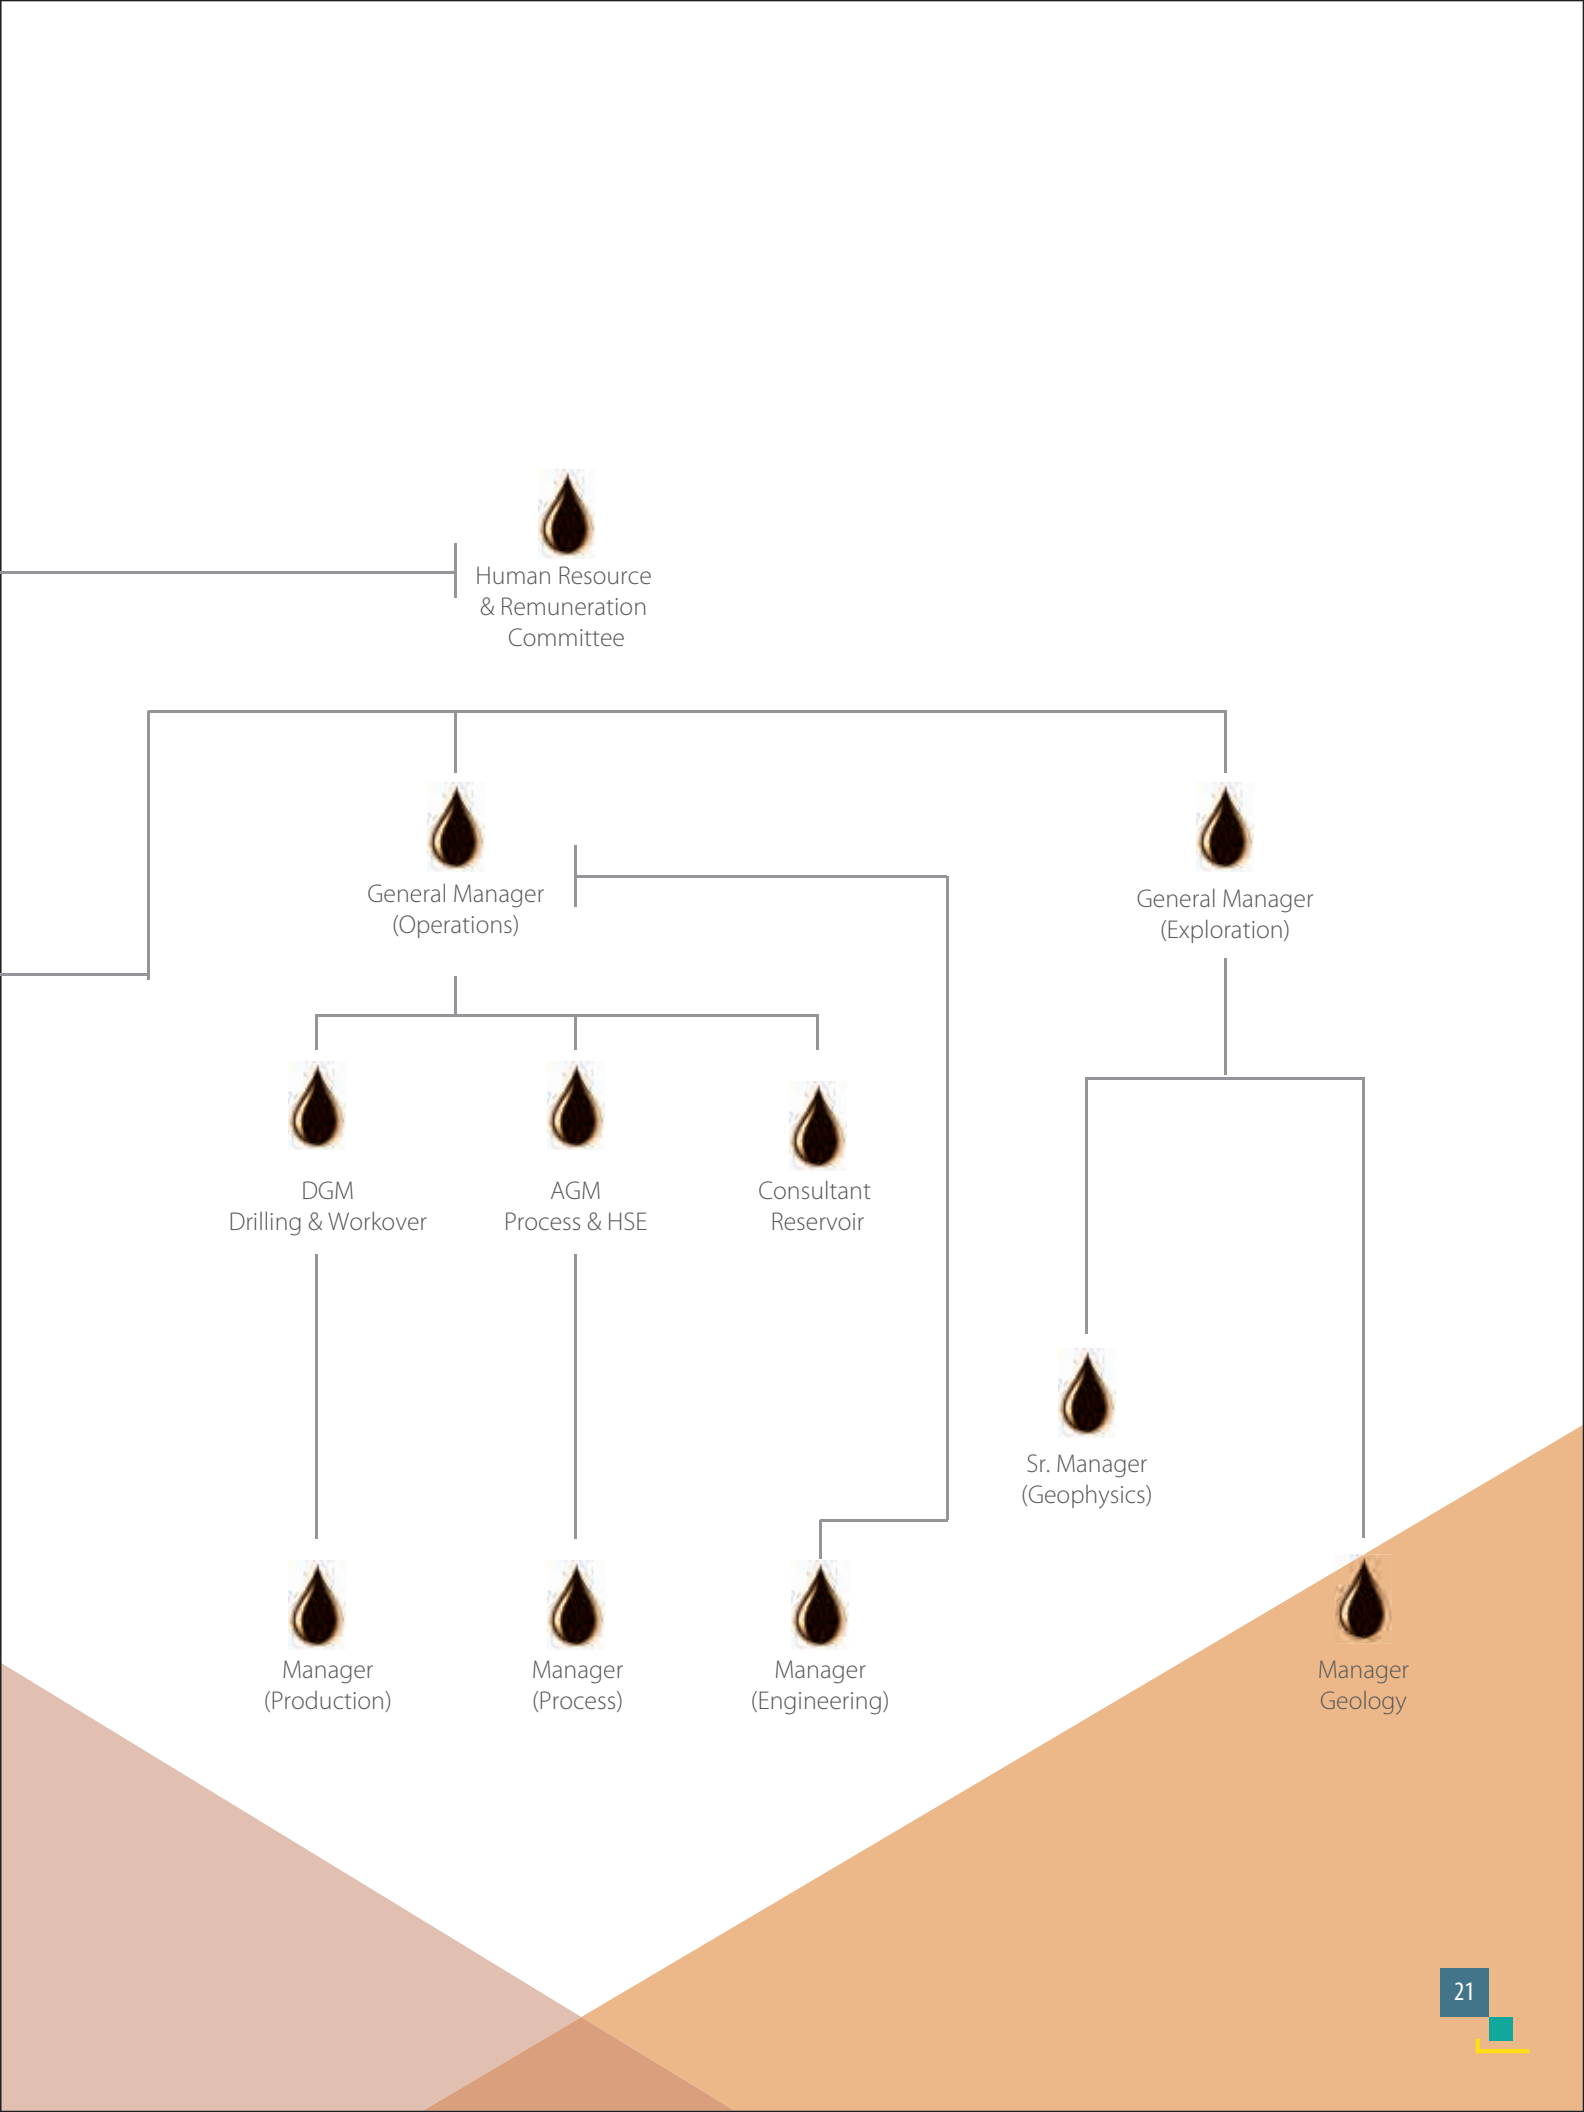 Human Resource
& Remuneration
Committee
General Manager
(Operations)
General Manager
(Exploration)
DGM
Drilling & Workover
AGM
Process & HSE
Consultant
Reservoir
Sr. Manager
(Geophysics)
Manager
(Production)
Manager
(Process)
Manager
(Engineering)
Manager
Geology
21